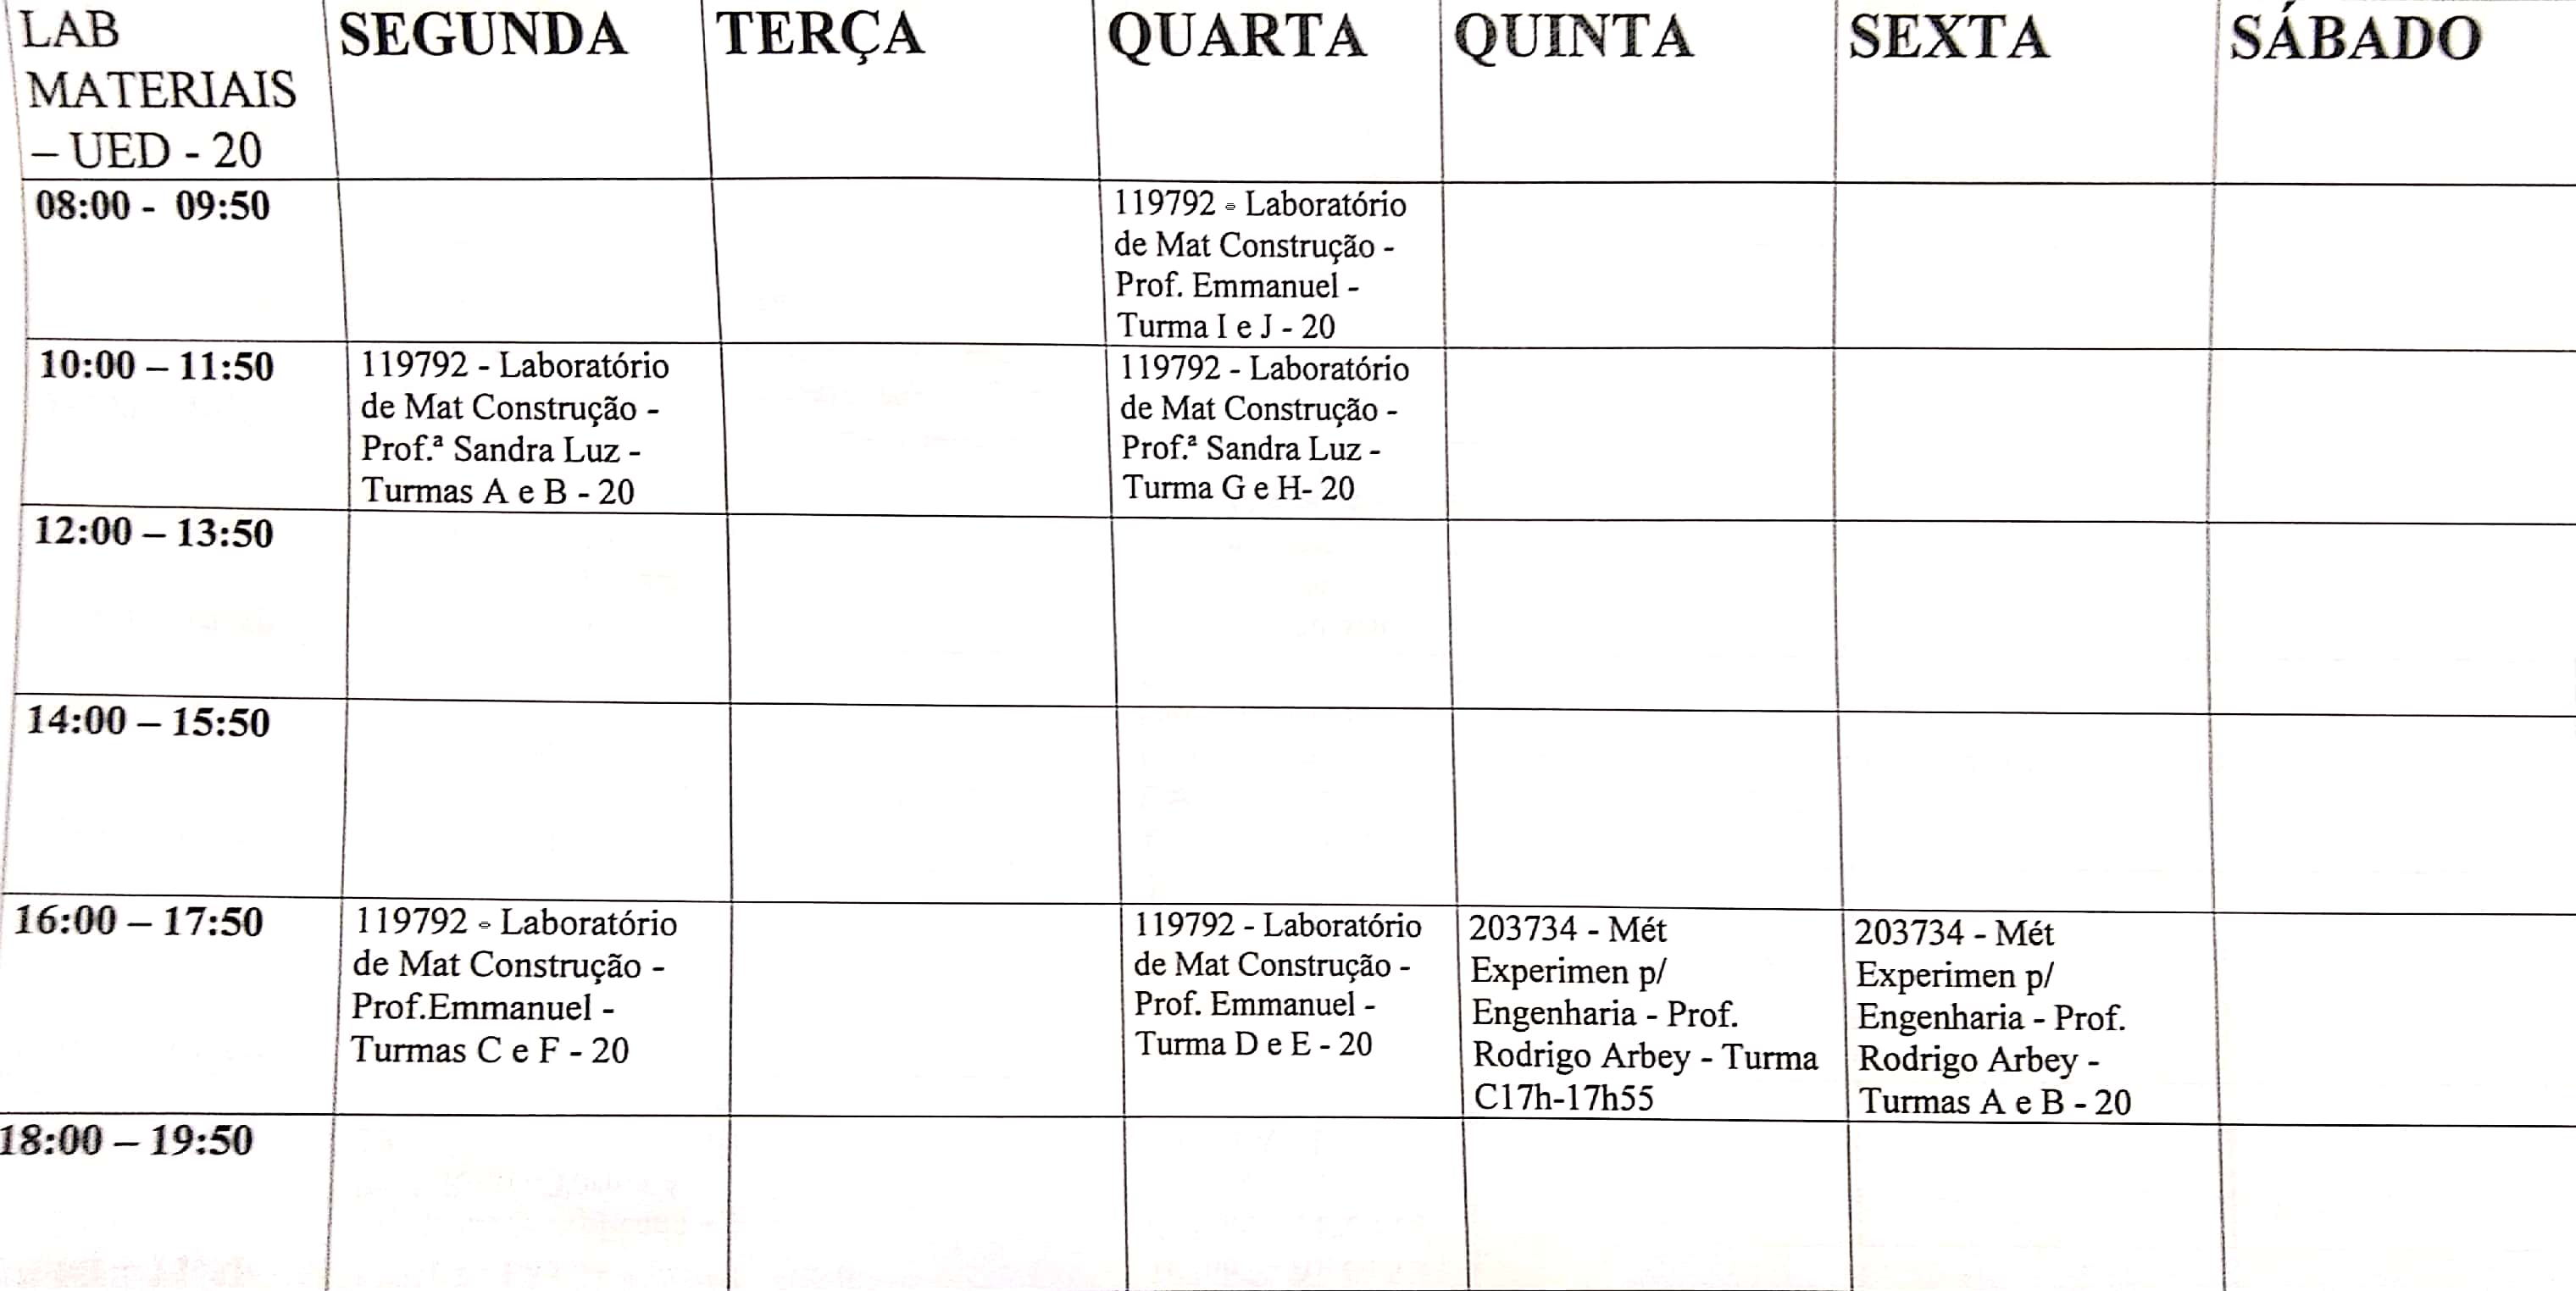 LAB
MATERIAIS
– UED - 20
SEGUNDA
TERÇA
QUARTA
QUINTA
SEXTA
SÁBADO
08:00 - 09:50
119792 - Laboratório
de Mat Construção -
Prof. Emmanuel -
Turma I e J - 20
10:00 – 11:50
119792 - Laboratório
de Mat Construção -
Prof.ª Sandra Luz -
Turmas A e B - 20
119792 - Laboratório
de Mat Construção -
Prof.ª Sandra Luz -
Turma G e H- 20
12:00 – 13:50
14:00 – 15:50
16:00 – 17:50
119792 - Laboratório
de Mat Construção -
Prof.Emmanuel -
Turmas C e F - 20
119792 - Laboratório
de Mat Construção -
Prof. Emmanuel -
Turma D e E - 20
203734 - Mét
Experimen p/
Engenharia - Prof.
Rodrigo Arbey - Turma
C17h-17h55
203734 - Mét
Experimen p/
Engenharia - Prof.
Rodrigo Arbey -
Turmas A e B - 20
18:00 – 19:50